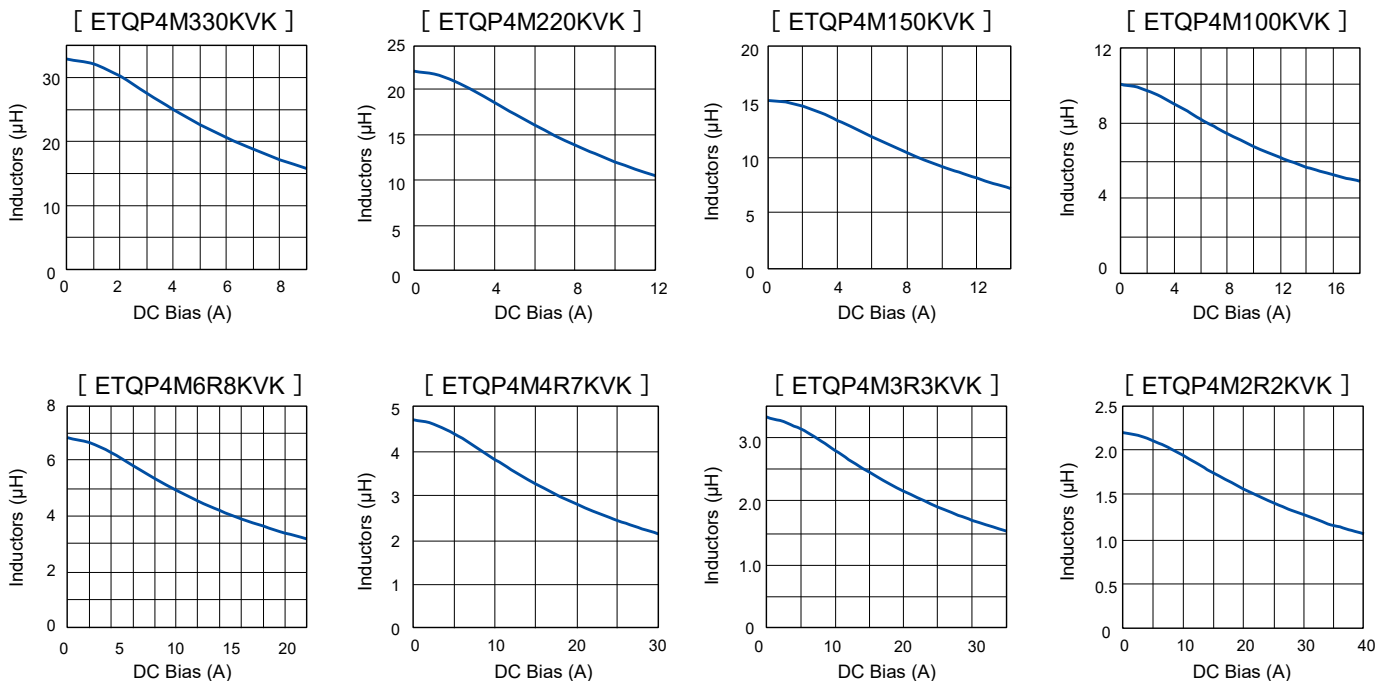 [ ETQP4M330KVK ]
Inductors (µH)
30
20
10
0
0 2 4 6 8
DC Bias (A)
[ ETQP4M220KVK ]
Inductors (µH)
25
20
15
10
5
0
0 4 8 12
DC Bias (A)
[ ETQP4M150KVK ]
Inductors (µH)
20
15
10
5
0
0 4 8 12
DC Bias (A)
[ ETQP4M100KVK ]
Inductors (µH)
12
8
4
0
0 4 8 12 16
DC Bias (A)
[ ETQP4M6R8KVK ]
Inductors (µH)
8
6
4
2
0
0 5 10 15 20
DC Bias (A)
[ ETQP4M4R7KVK ]
Inductors (µH)
5
4
3
2
1
0
0 10 20 30
DC Bias (A)
[ ETQP4M3R3KVK ]
Inductors (µH)
3.0
2.0
1.0
0
0 10 20 30
DC Bias (A)
[ ETQP4M2R2KVK ]
Inductors (µH)
2.5
2.0
1.5
1.0
0.5
0
0 10 20 30 40
DC Bias (A)